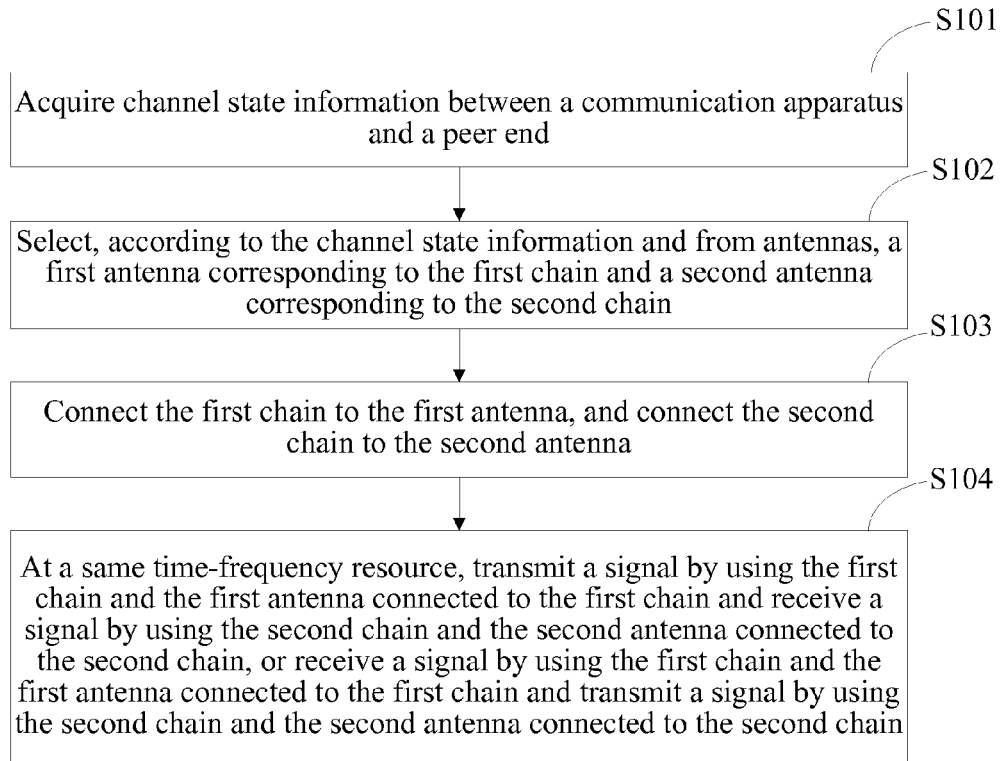 S101
Acquire channel state information between a communication apparatus
and a peer end
S102
Select, according to the channel state information and from antennas, a
first antenna corresponding to the first chain and a second antenna
corresponding to the second chain
S103
Connect the first chain to the first antenna, and connect the second
chain to the second antenna
S104
At a same time-frequency resource, transmit a signal by using the first
chain and the first antenna connected to the first chain and receive a
signal by using the second chain and the second antenna connected to
the second chain, or receive a signal by using the first chain and the
first antenna connected to the first chain and transmit a signal by using
the second chain and the second antenna connected to the second chain